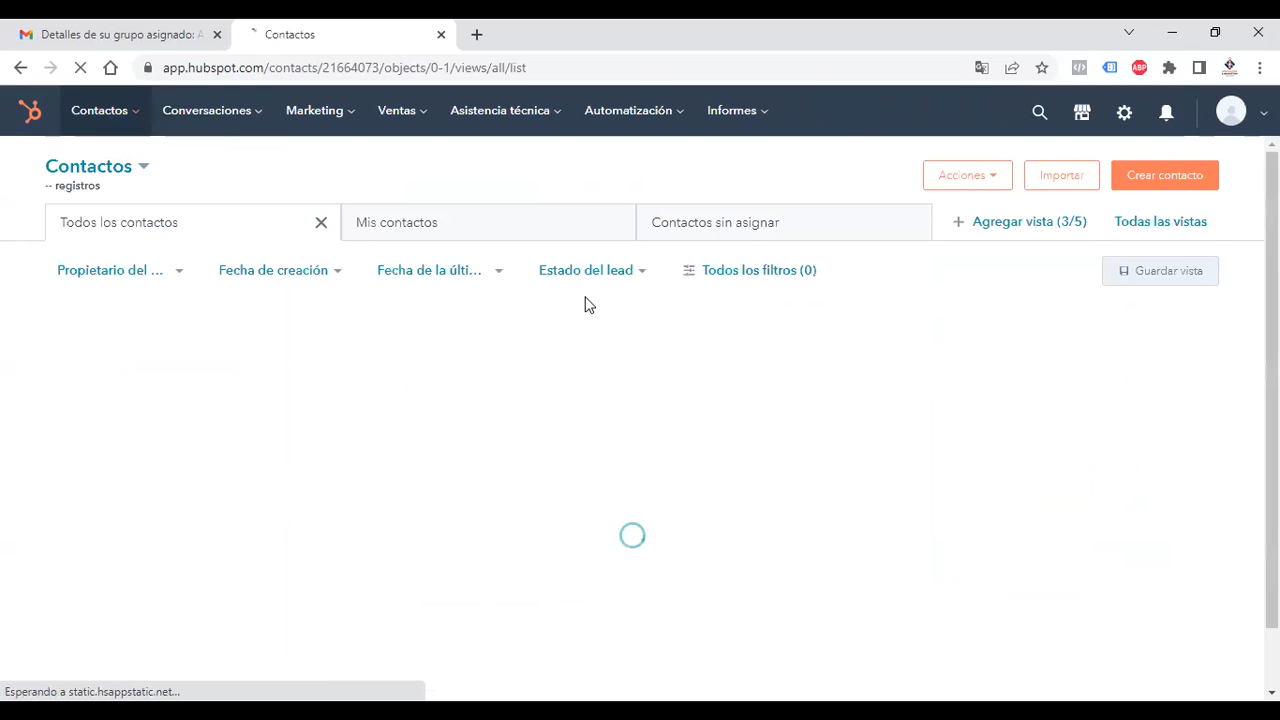 Detalles de su grupo asignado: A
Contactos
app.hubspot.com/contacts/21664073/objects/0-1/views/all/list
ABP
Contactos Conversaciones Marketing Ventas Asistencia técnica Automatización Informes
Contactos
-- registros
Acciones Importar Crear contacto
Todos los contactos Mis contactos Contactos sin asignar Agregar vista (3/5) Todas las vistas
Propietario del ... Fecha de creación Fecha de la últi... Estado del lead Todos los filtros (0) Guardar vista
Esperando a static.hsappstatic.net...